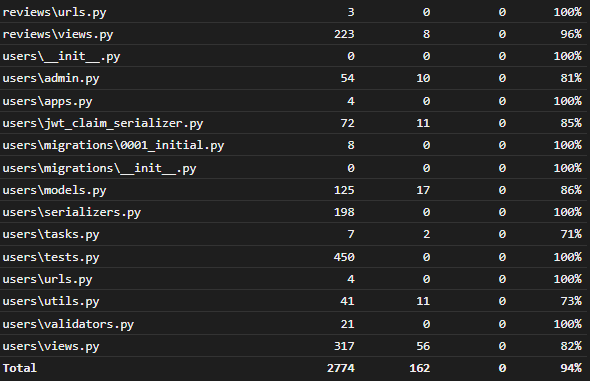 reviews\urls.py 3 0 0 100%
reviews\views.py 223 8 0 96%
users\__init__.py 0 0 0 100%
users\admin.py 54 10 0 81%
users\apps.py 4 0 0 100%
users\jwt_claim_serializer.py 72 11 0 85%
users\migrations\0001_initial.py 8 0 0 100%
users\migrations\__init__.py 0 0 0 100%
users\models.py 125 17 0 86%
users\serializers.py 198 0 0 100%
users\tasks.py 7 2 0 71%
users\tests.py 450 0 0 100%
users\urls.py 4 0 0 100%
users\utils.py 41 11 0 73%
users\validators.py 21 0 0 100%
users\views.py 317 56 0 82%
Total 2774 162 0 94%